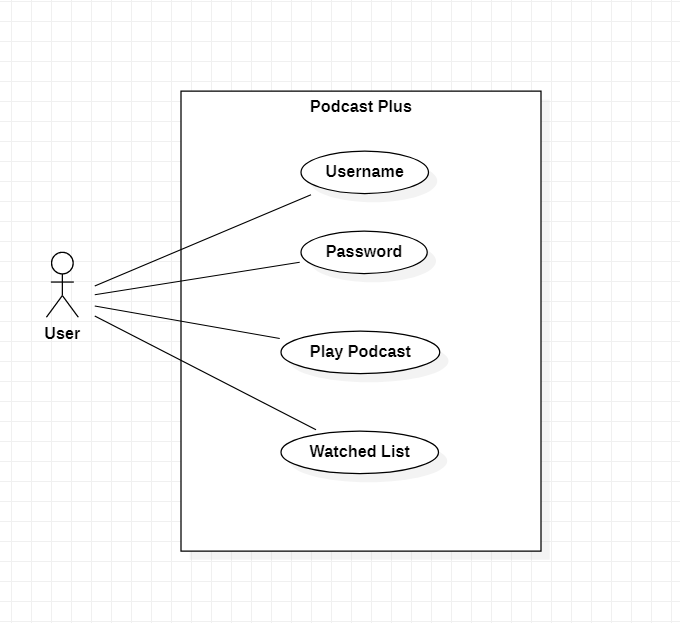 Podcast Plus
Username
Password
User
Play Podcast
Watched List